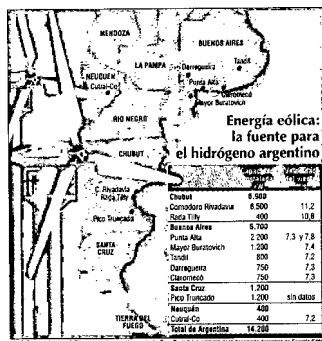 MENDOZA
BUENOS AIRES
LA PAMPA
Darregueira
Tandil
NEUQUEN
Cutral-Co
Punta Alta
Claromecó
Mayor Buratovich
RIO NEGRO
CHUBUT
C. Rivadavia
Rada Tilly
Pico Truncado
SANTA
CRUZ
TIERRA DEL
FUEGO
Energía eólica:
la fuente para
el hidrógeno argentino
Chubut 6.900
Comodoro Rivadavia 6.500 11,2
Rada Tilly 400 10,8
Buenos Aires 5.700
Punta Alta 2.200 7,3 y 7,8
Mayor Buratovich 1.200 7,4
Tandil 800 7,2
Darregueira 750 7,3
Claromecó 750 7,3
Santa Cruz 1.200
Pico Truncado 1.200 sin datos
Neuquén 400
Cutral-Co 400 7,2
Total de Argentina 14.200